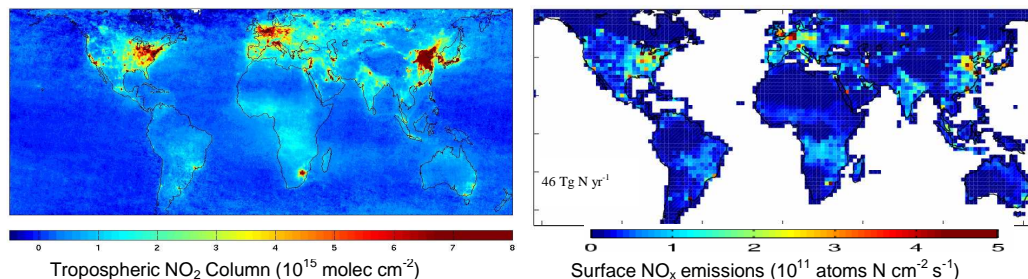 46 Tg N yr⁻¹
0 1 2 3 4 5 6 7 8
0 1 2 3 4 5
Tropospheric NO₂ Column (10¹⁵ molec cm⁻²)
Surface NOₓ emissions (10¹¹ atoms N cm⁻² s⁻¹)